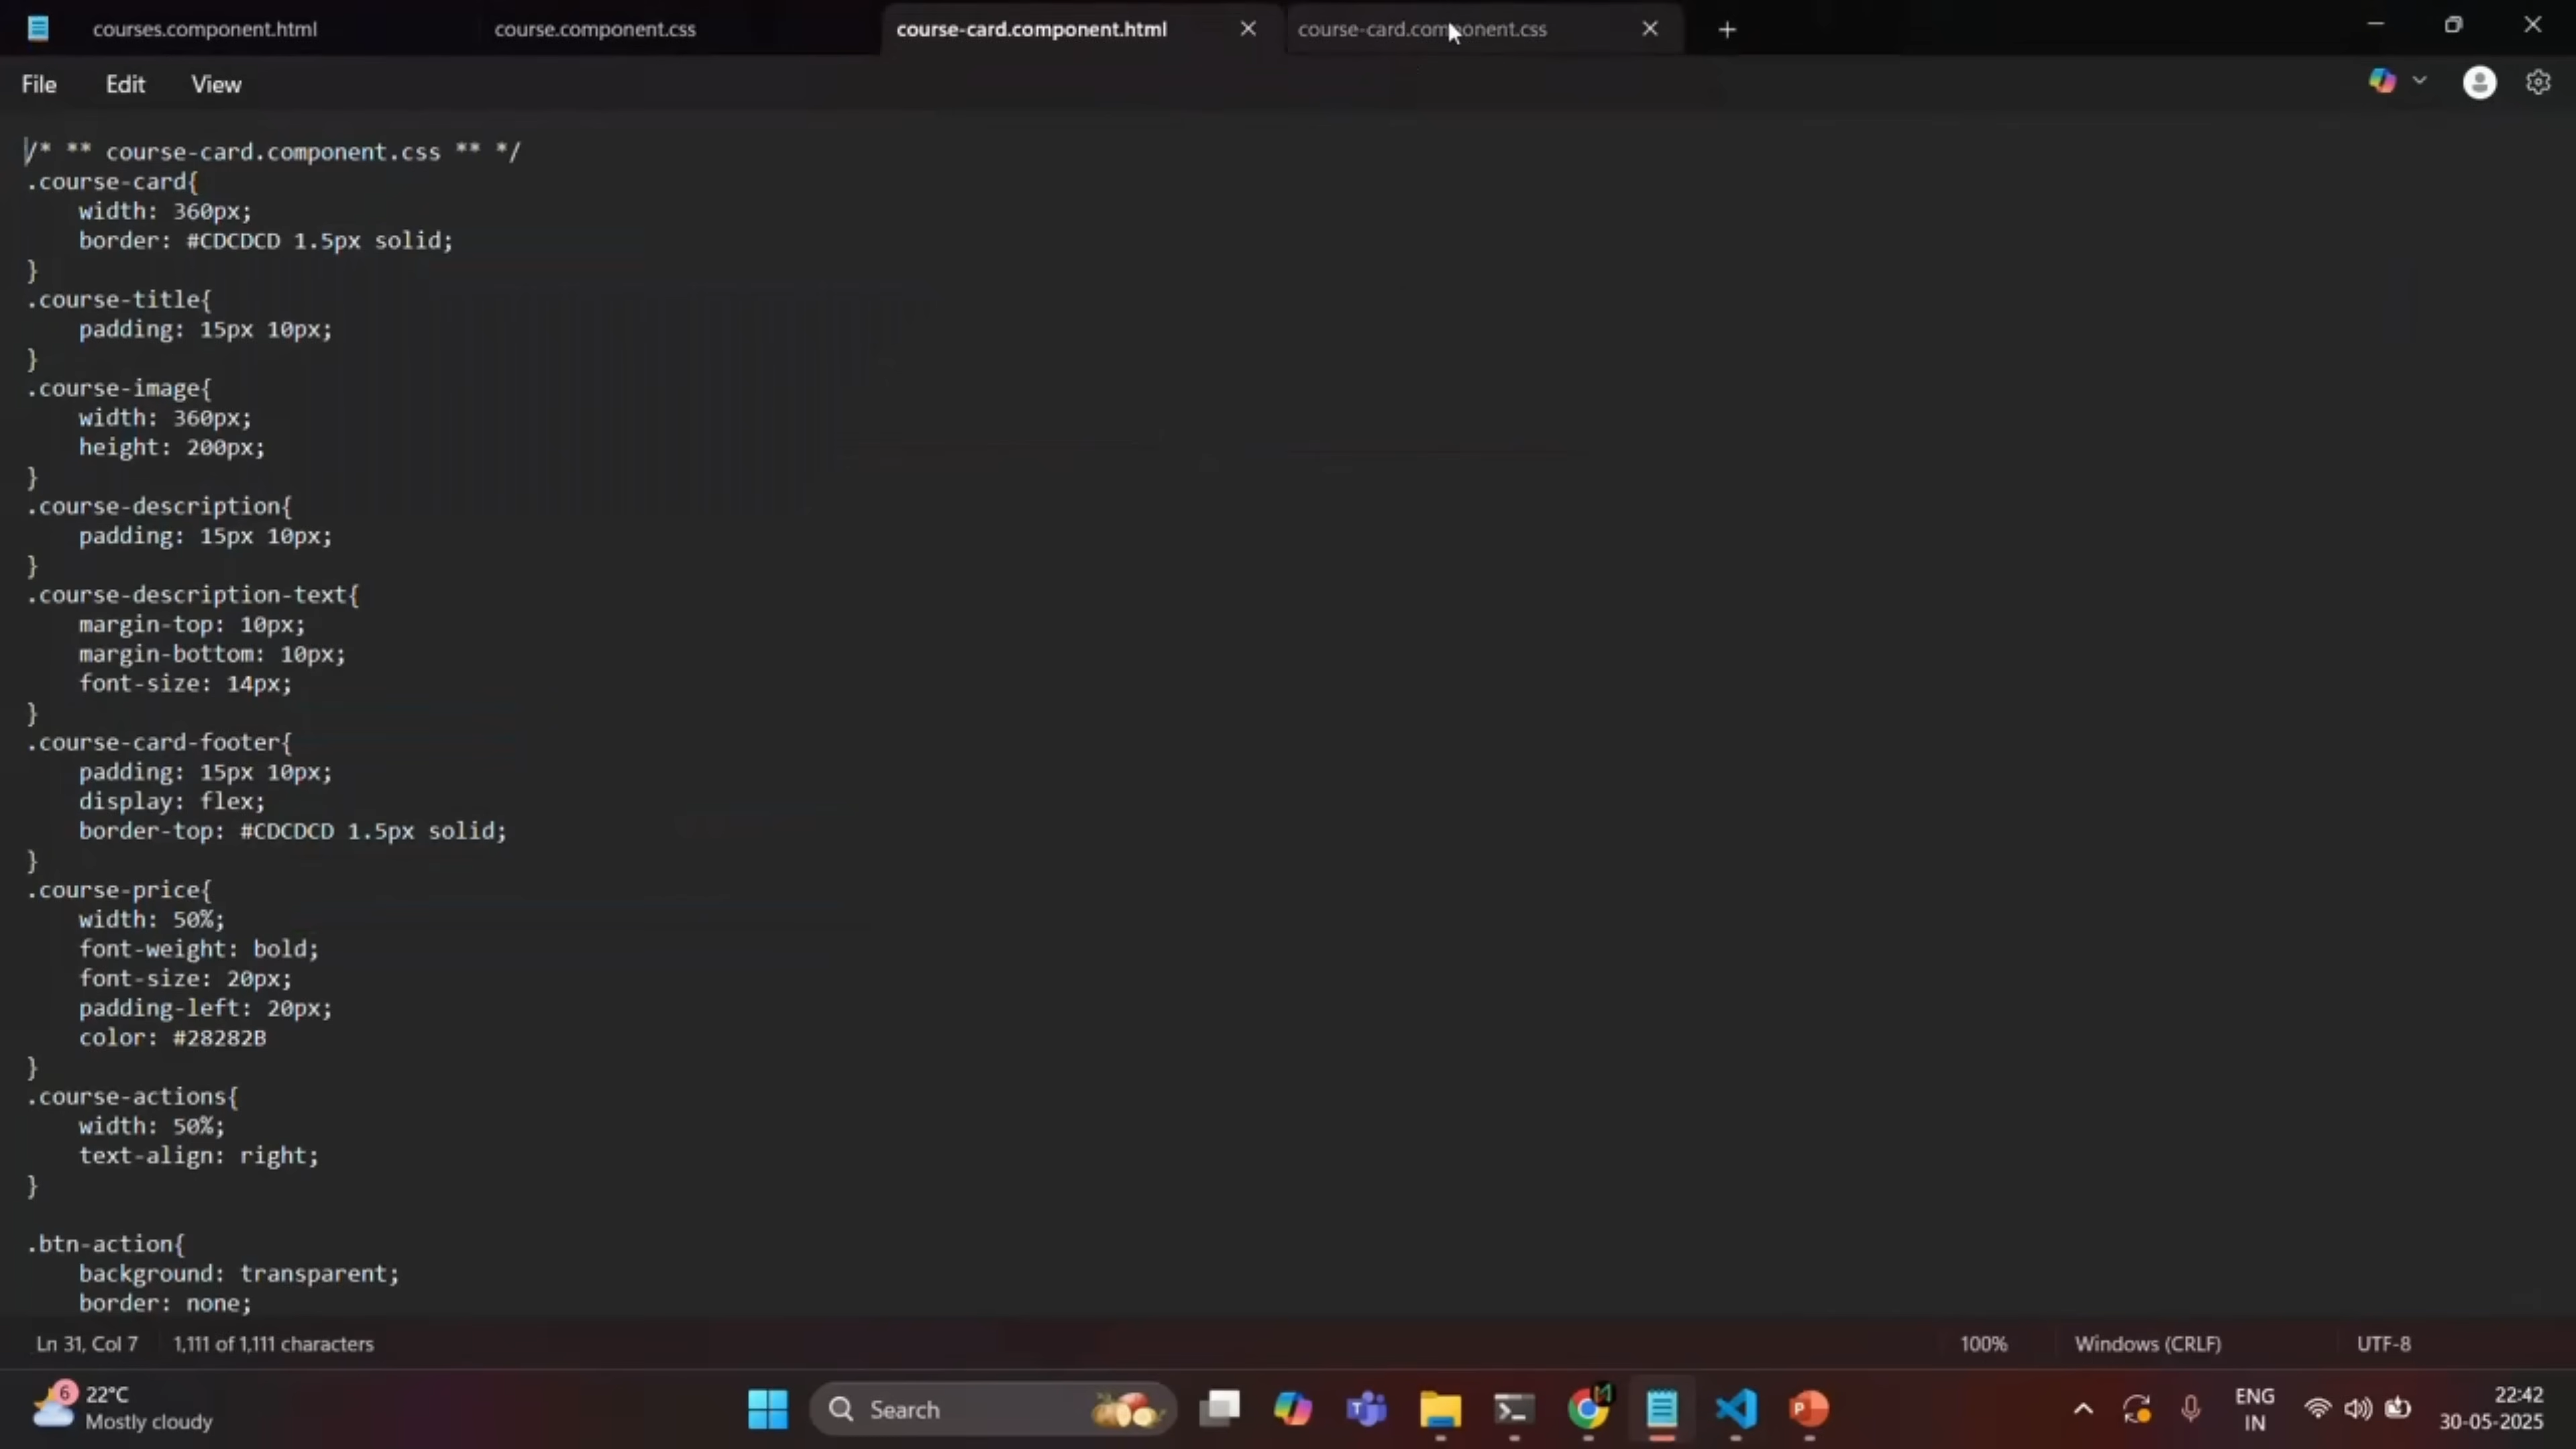 courses.component.html
course.component.css
course-card.component.html
course-card.component.css
File
Edit
View
/* ** course-card.component.css ** */
.course-card{
    width: 360px;
    border: #CDCDCD 1.5px solid;
}
.course-title{
    padding: 15px 10px;
}
.course-image{
    width: 360px;
    height: 200px;
}
.course-description{
    padding: 15px 10px;
}
.course-description-text{
    margin-top: 10px;
    margin-bottom: 10px;
    font-size: 14px;
}
.course-card-footer{
    padding: 15px 10px;
    display: flex;
    border-top: #CDCDCD 1.5px solid;
}
.course-price{
    width: 50%;
    font-weight: bold;
    font-size: 20px;
    padding-left: 20px;
    color: #28282B
}
.course-actions{
    width: 50%;
    text-align: right;
}
.btn-action{
    background: transparent;
    border: none;
Ln 31, Col 7
1,111 of 1,111 characters
100%
Windows (CRLF)
UTF-8
6
22°C
Mostly cloudy
Search
ENG
IN
22:42
30-05-2025